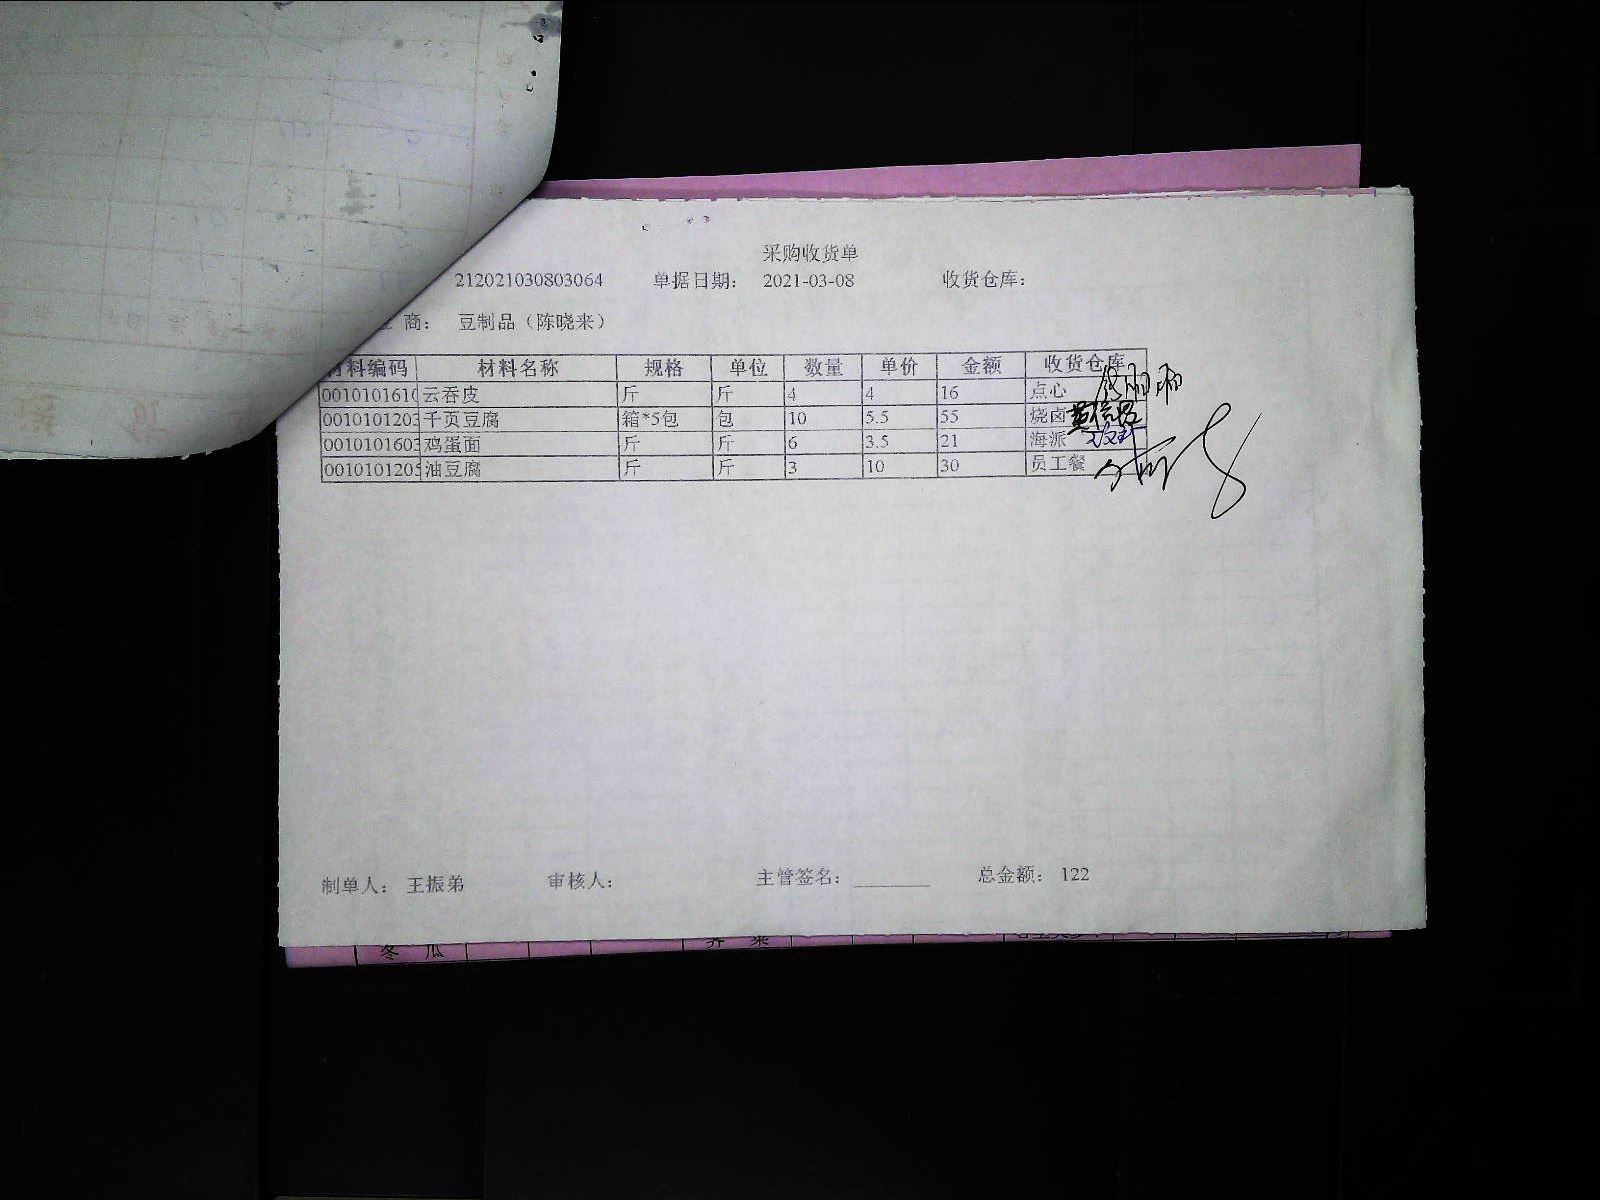 采购收货单
212021030803064 单据日期： 2021-03-08 收货仓库：
商： 豆制品（陈晓来）
料编码 材料名称 规格 单位 数量 单价 金额 收货仓库
001010161 云吞皮 斤 斤 4 4 16 点心
0010101203 千页豆腐 箱*5包 包 10 5.5 55 烧卤
0010101603 鸡蛋面 斤 斤 6 3.5 21 海派
0010101205 油豆腐 斤 斤 3 10 30 员工餐
制单人： 王振弟 审核人： 主管签名： 总金额： 122
冬 瓜